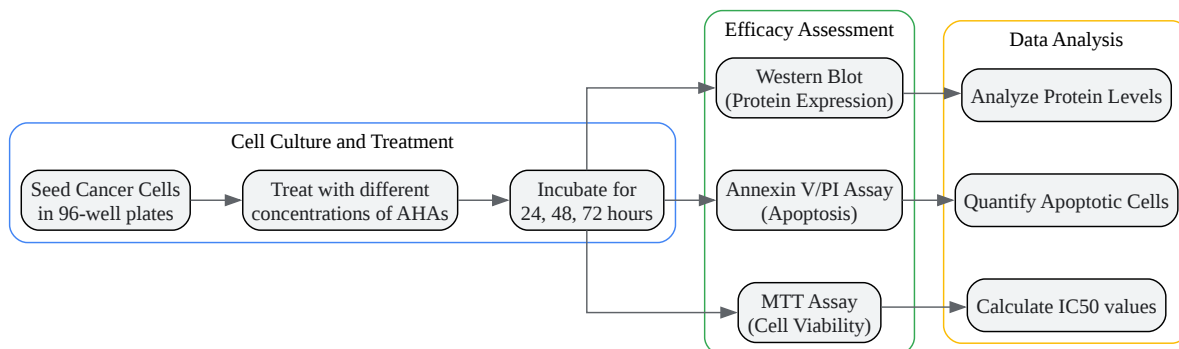 Cell Culture and Treatment
Seed Cancer Cells
in 96-well plates
Treat with different
concentrations of AHAs
Incubate for
24, 48, 72 hours
Efficacy Assessment
Western Blot
(Protein Expression)
Annexin V/PI Assay
(Apoptosis)
MTT Assay
(Cell Viability)
Data Analysis
Analyze Protein Levels
Quantify Apoptotic Cells
Calculate IC50 values